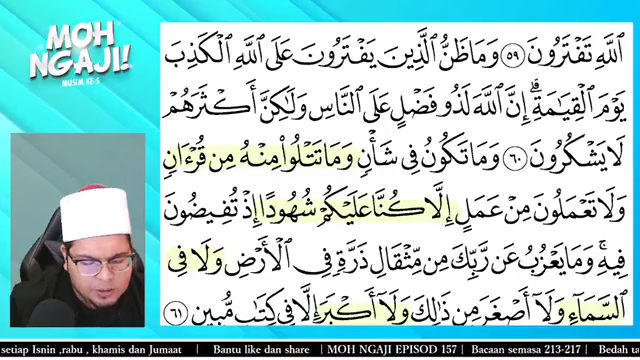 MOH
NGAJI!
MUSIM KE-5
ٱللَّهِ تَفْتَرُونَ ٥٩ وَمَا ظَنُّ ٱلَّذِينَ يَفْتَرُونَ عَلَى ٱللَّهِ ٱلْكَذِبَ
يَوْمَ ٱلْقِيَـٰمَةِۗ إِنَّ ٱللَّهَ لَذُو فَضْلٍ عَلَى ٱلنَّاسِ وَلَـٰكِنَّ أَكْثَرَهُمْ
لَا يَشْكُرُونَ ٦٠ وَمَا تَكُونُ فِى شَأْنٍ وَمَا تَتْلُوا۟ مِنْهُ مِن قُرْءَانٍ
وَلَا تَعْمَلُونَ مِنْ عَمَلٍ إِلَّا كُنَّا عَلَيْكُمْ شُهُودًا إِذْ تُفِيضُونَ
فِيهِۚ وَمَا يَعْزُبُ عَن رَّبِّكَ مِن مِّثْقَالِ ذَرَّةٍ فِى ٱلْأَرْضِ وَلَا فِى
ٱلسَّمَآءِ وَلَآ أَصْغَرَ مِن ذَٰلِكَ وَلَآ أَكْبَرَ إِلَّا فِى كِتَـٰبٍ مُّبِينٍ ٦١
setiap Isnin ,rabu , khamis dan Jumaat | Bantu like dan share | MOH NGAJI EPISOD 157 | Bacaan semasa 213-217 | Bedah ta